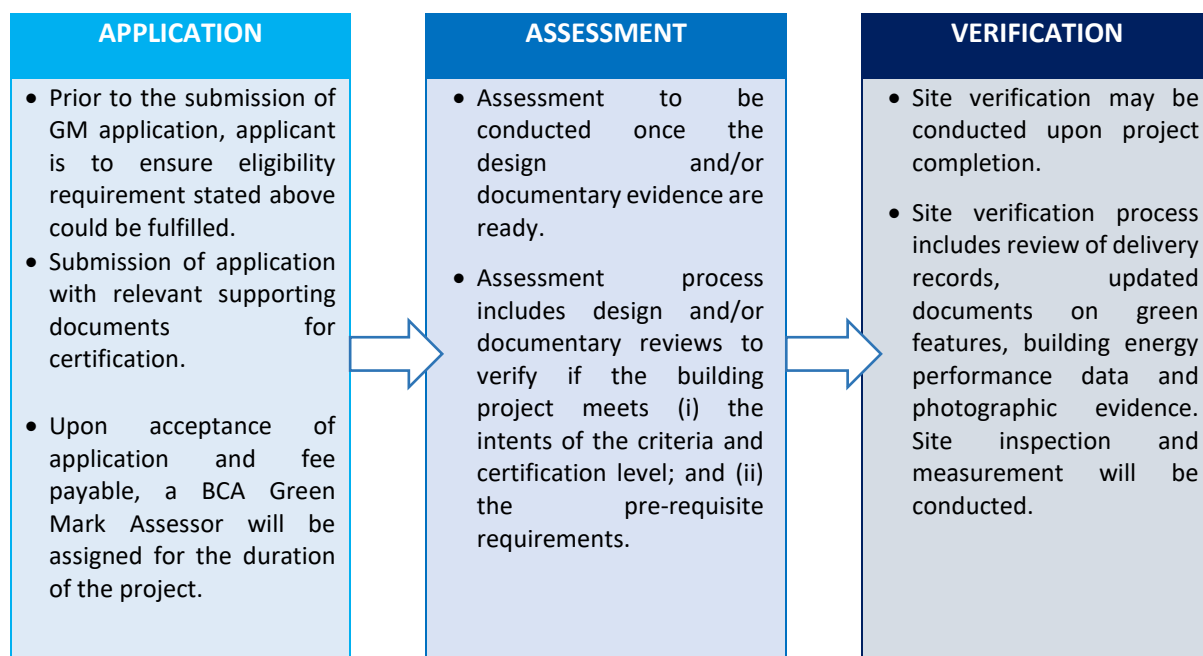 APPLICATION
• Prior to the submission of
GM application, applicant
is to ensure eligibility
requirement stated above
could be fulfilled.
• Submission of application
with relevant supporting
documents for
certification.
• Upon acceptance of
application and fee
payable, a BCA Green
Mark Assessor will be
assigned for the duration
of the project.
ASSESSMENT
• Assessment to be
conducted once the
design and/or
documentary evidence are
ready.
• Assessment process
includes design and/or
documentary reviews to
verify if the building
project meets (i) the
intents of the criteria and
certification level; and (ii)
the pre-requisite
requirements.
VERIFICATION
• Site verification may be
conducted upon project
completion.
• Site verification process
includes review of delivery
records, updated
documents on green
features, building energy
performance data and
photographic evidence.
Site inspection and
measurement will be
conducted.